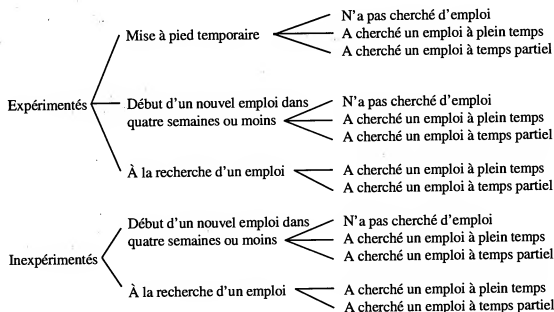 Expérimentés
Mise à pied temporaire
N'a pas cherché d'emploi
A cherché un emploi à plein temps
A cherché un emploi à temps partiel
Début d'un nouvel emploi dans
quatre semaines ou moins
N'a pas cherché d'emploi
A cherché un emploi à plein temps
A cherché un emploi à temps partiel
À la recherche d'un emploi
A cherché un emploi à plein temps
A cherché un emploi à temps partiel
Inexpérimentés
Début d'un nouvel emploi dans
quatre semaines ou moins
N'a pas cherché d'emploi
A cherché un emploi à plein temps
A cherché un emploi à temps partiel
À la recherche d'un emploi
A cherché un emploi à plein temps
A cherché un emploi à temps partiel